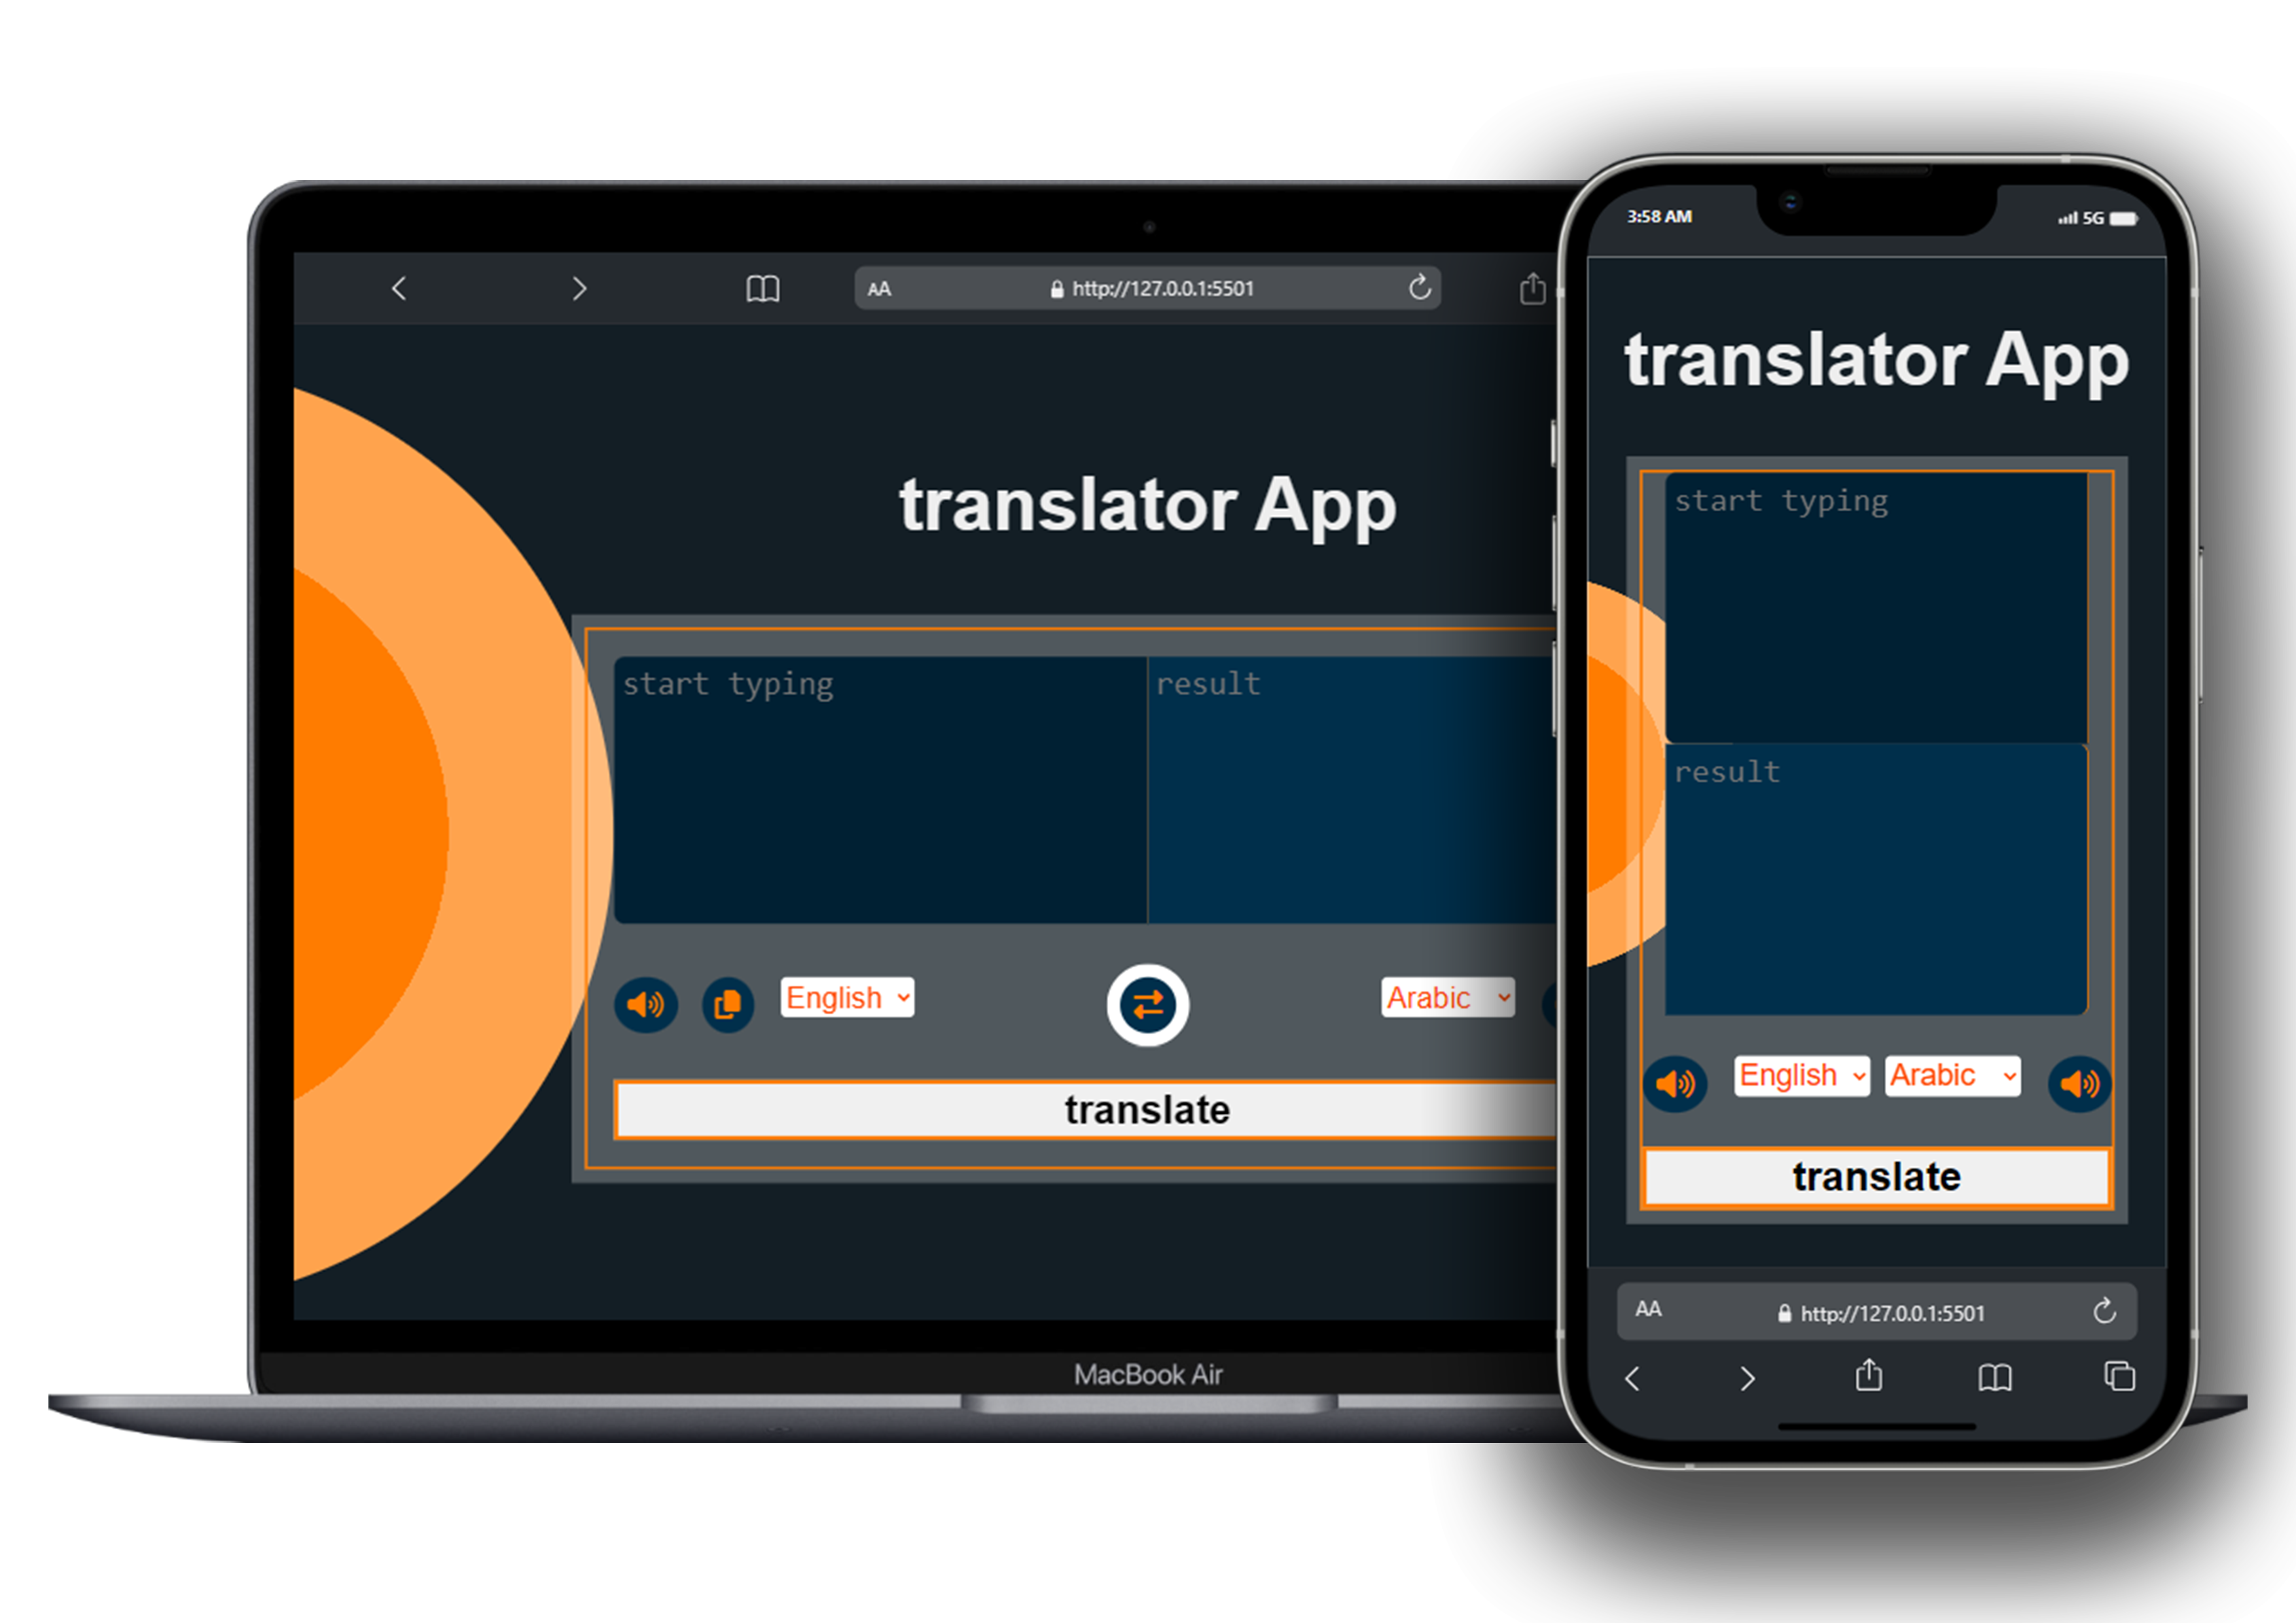 AA http://127.0.0.1:5501
translator App
start typing result
English Arabic
translate
MacBook Air
3:58 AM 5G
translator App
start typing
result
English Arabic
translate
AA http://127.0.0.1:5501